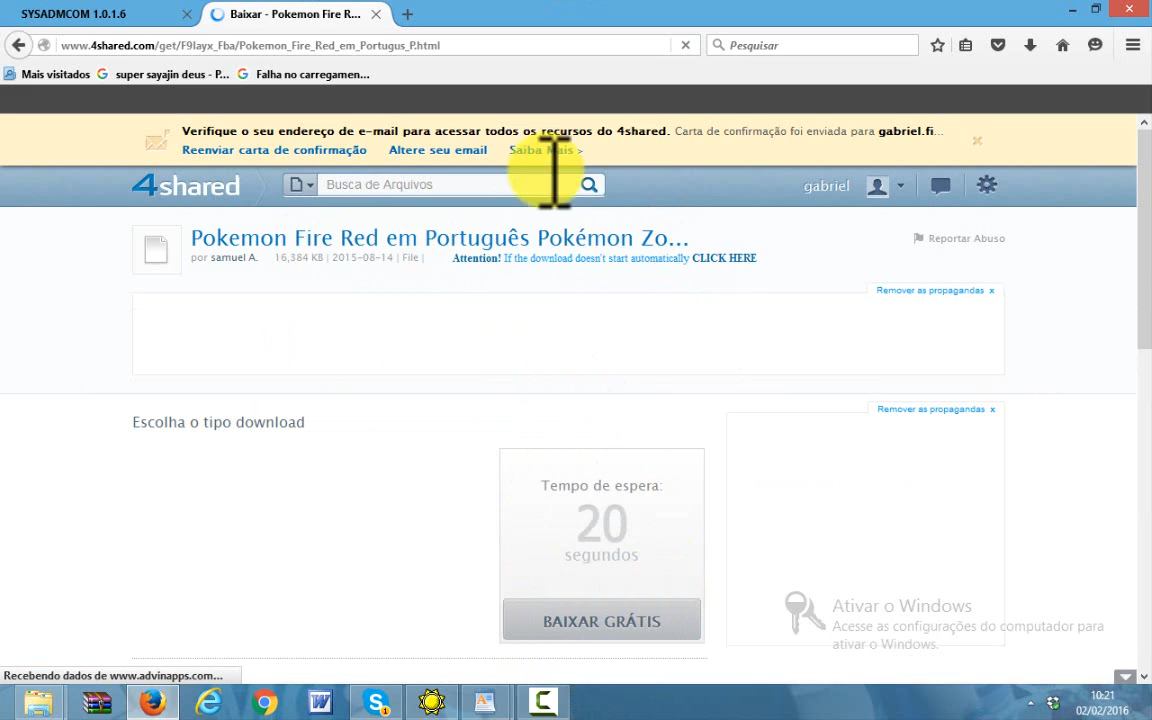 SYSADMCOM 1.0.1.6
Baixar - Pokemon Fire R...
www.4shared.com/get/F9Iayx_Fba/Pokemon_Fire_Red_em_Portugus_P.html
Pesquisar
Mais visitados
super sayajin deus - P...
Falha no carregamen...
Verifique o seu endereço de e-mail para acessar todos os recursos do 4shared. Carta de confirmação foi enviada para gabriel.fi...
Reenviar carta de confirmação
Altere seu email
Saiba Mais >
4shared
Busca de Arquivos
gabriel
Pokemon Fire Red em Português Pokémon Zo...
Reportar Abuso
por samuel A. 16,384 KB | 2015-08-14 | File |
Attention! If the download doesn't start automatically CLICK HERE
Remover as propagandas x
Remover as propagandas x
Escolha o tipo download
Tempo de espera:
20
segundos
BAIXAR GRÁTIS
Ativar o Windows
Acesse as configurações do computador para
ativar o Windows.
Recebendo dados de www.advinapps.com...
10:21
02/02/2016